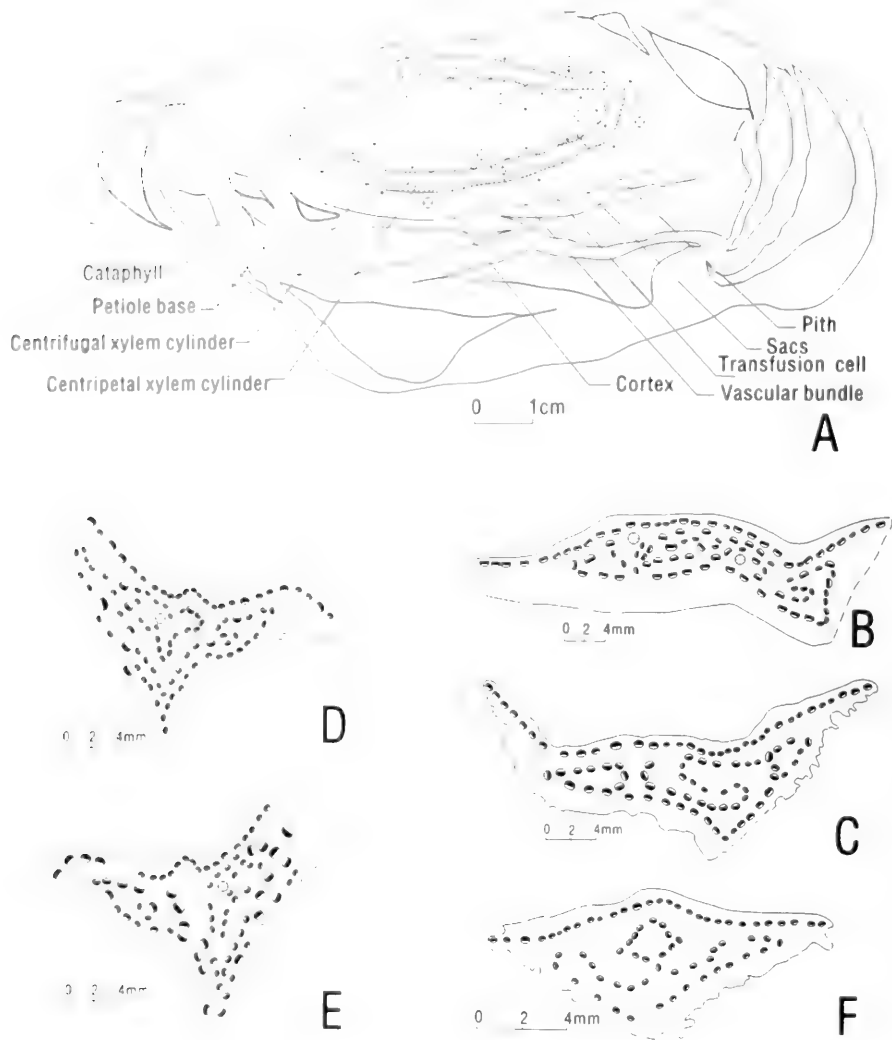 Cataphyll
Petiole base
Centrifugal xylem cylinder
Centripetal xylem cylinder
Cortex
Pith
Sacs
Transfusion cell
Vascular bundle
0 1cm
A
0 2 4mm
B
0 2 4mm
D
0 2 4mm
C
0 2 4mm
E
0 2 4mm
F